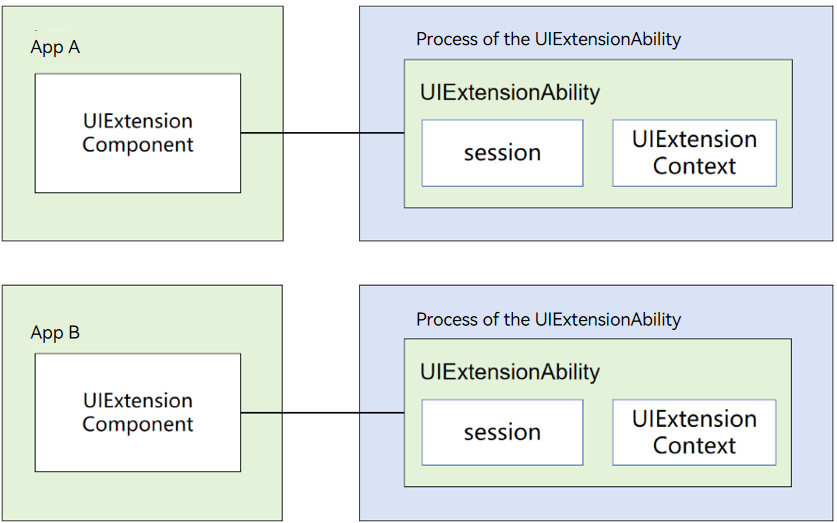 App A
UIExtension
Component
Process of the UIExtensionAbility
UIExtensionAbility
session
UIExtension
Context
App B
UIExtension
Component
Process of the UIExtensionAbility
UIExtensionAbility
session
UIExtension
Context